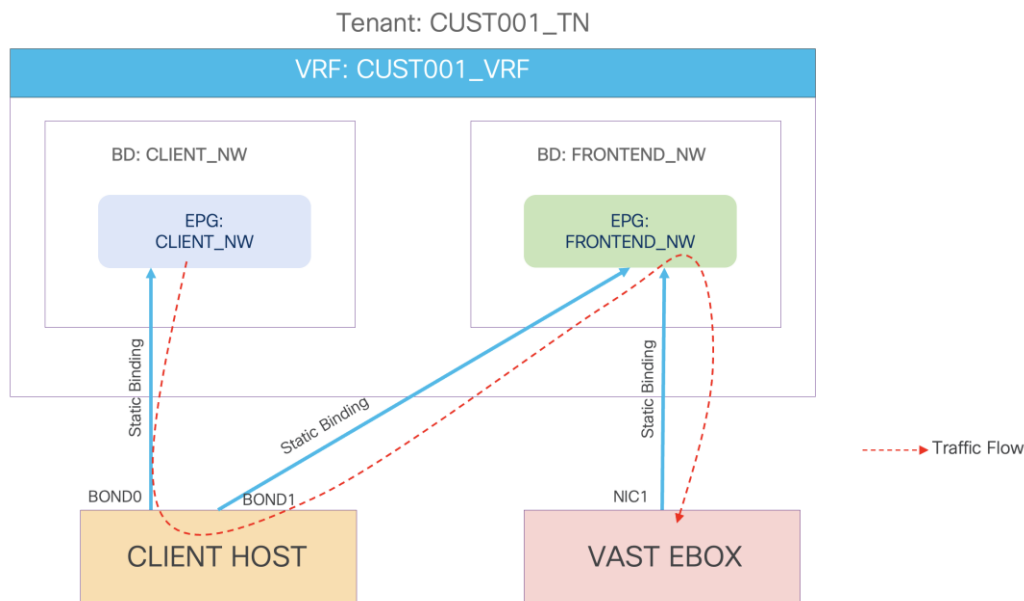 Tenant: CUST001_TN
VRF: CUST001_VRF
BD: CLIENT_NW
BD: FRONTEND_NW
EPG:
CLIENT_NW
EPG:
FRONTEND_NW
Static Binding
Static Binding
Static Binding
Traffic Flow
BOND0
BOND1
NIC1
CLIENT HOST
VAST EBOX